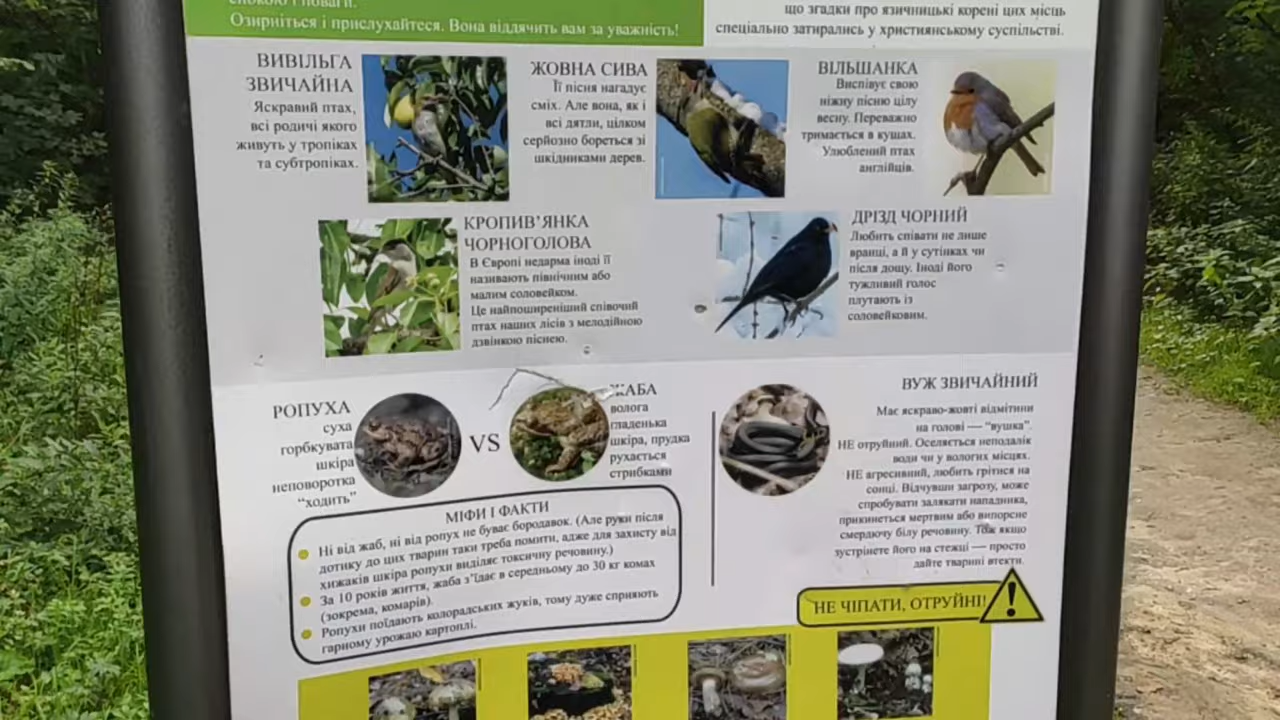 спокою і поваги.
Озирніться і прислухайтеся. Вона віддячить вам за уважність!
що згадки про язичницькі корені цих місць
спеціально затирались у християнському суспільстві.
ВИВІЛЬГА
ЗВИЧАЙНА
Яскравий птах,
всі родичі якого
живуть у тропіках
та субтропіках.
ЖОВНА СИВА
Її пісня нагадує
сміх. Але вона, як і
всі дятли, цілком
серйозно бореться зі
шкідниками дерев.
ВІЛЬШАНКА
Виспівує свою
ніжну пісню цілу
весну. Переважно
тримається в кущах.
Улюблений птах
англійців.
КРОПИВ’ЯНКА
ЧОРНОГОЛОВА
В Європі недарма іноді її
називають північним або
малим соловейком.
Це найпоширеніший співочий
птах наших лісів з мелодійною
дзвінкою піснею.
ДРІЗД ЧОРНИЙ
Любить співати не лише
вранці, а й у сутінках чи
після дощу. Іноді його
тужливий голос
плутають із
соловейковим.
РОПУХА
суха
горбкувата
шкіра
неповоротка
“ходить”
VS
ЖАБА
волога
гладенька
шкіра, прудка
рухається
стрибками
ВУЖ ЗВИЧАЙНИЙ
Має яскраво-жовті відмітини
на голові — “вушка”.
НЕ отруйний. Оселяється неподалік
води чи у вологих місцях.
НЕ агресивний, любить грітися на
сонці. Відчувши загрозу, може
спробувати залякати нападника,
прикинеться мертвим або випорсне
смердючу білу речовину. Тож якщо
зустрінете його на стежці — просто
дайте тварині втекти.
МІФИ І ФАКТИ
Ні від жаб, ні від ропух не буває бородавок. (Але руки після
дотику до цих тварин таки треба помити, адже для захисту від
хижаків шкіра ропухи виділяє токсичну речовину.)
За 10 років життя, жаба з’їдає в середньому до 30 кг комах
(зокрема, комарів).
Ропухи поїдають колорадських жуків, тому дуже сприяють
гарному урожаю картоплі.
НЕ ЧІПАТИ, ОТРУЙНІ!